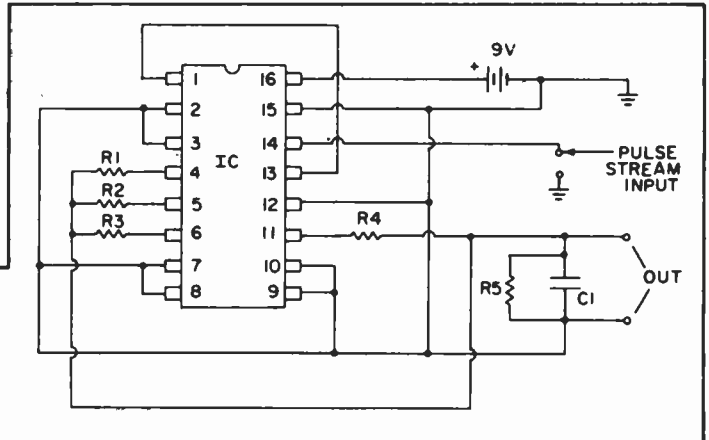 9V
+
1 16
2 15
3 14
IC
4 13
5 12
6 11
7 10
8 9
R1
R2
R3
R4
R5
C1
PULSE
STREAM
INPUT
OUT